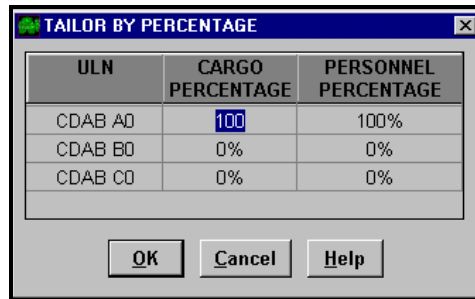 TAILOR BY PERCENTAGE
ULN CARGO PERCENTAGE PERSONNEL PERCENTAGE
CDAB A0 100 100%
CDAB B0 0% 0%
CDAB C0 0% 0%
OK Cancel Help